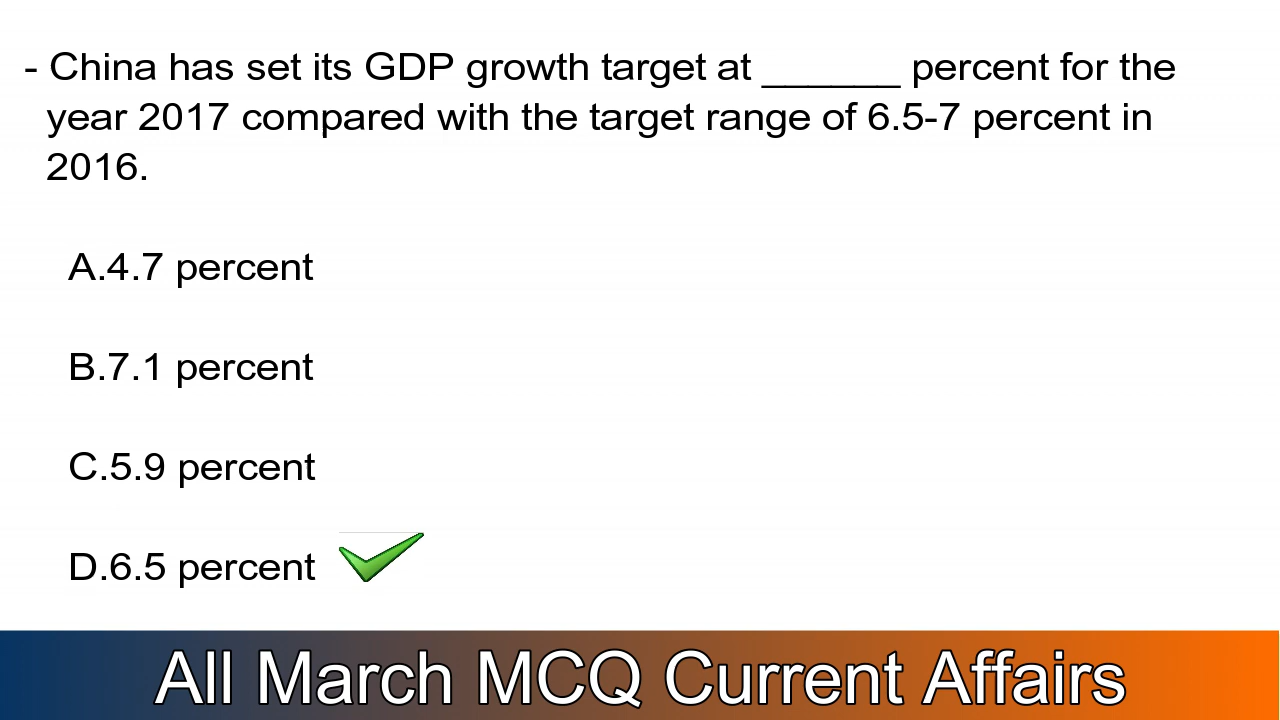 - China has set its GDP growth target at ______ percent for the
year 2017 compared with the target range of 6.5-7 percent in
2016.
A.4.7 percent
B.7.1 percent
C.5.9 percent
D.6.5 percent
All March MCQ Current Affairs